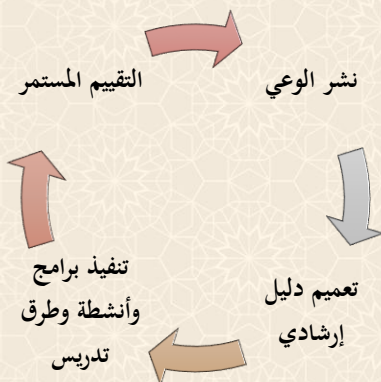 نشر الوعي
تعميم دليل
إرشادي
تنفيذ برامج
وأنشطة وطرق
تدريس
التقييم المستمر